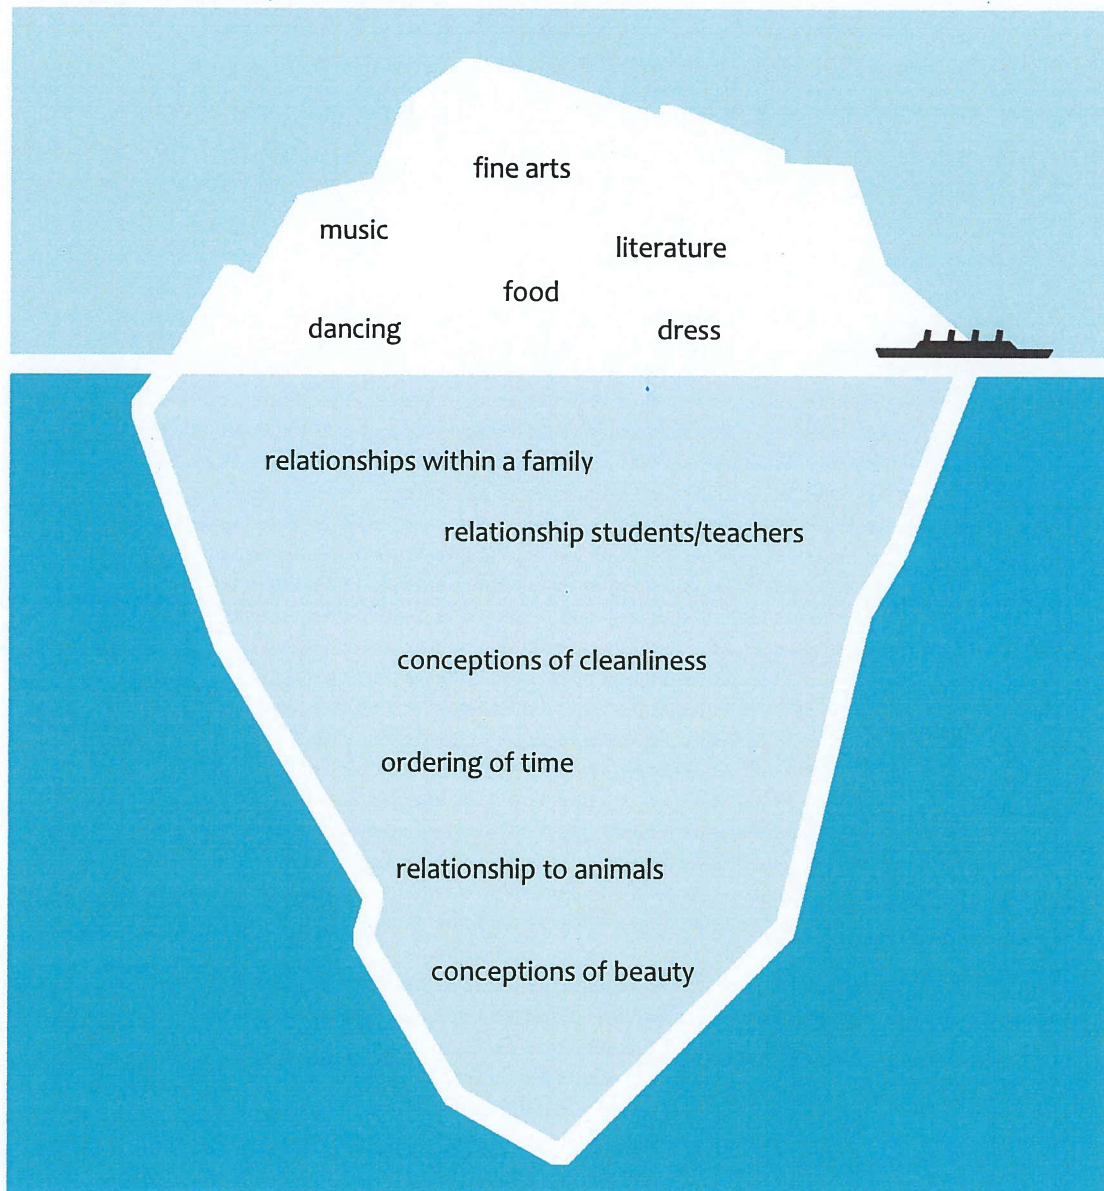 fine arts
music
literature
food
dancing
dress
relationships within a family
relationship students/teachers
conceptions of cleanliness
ordering of time
relationship to animals
conceptions of beauty